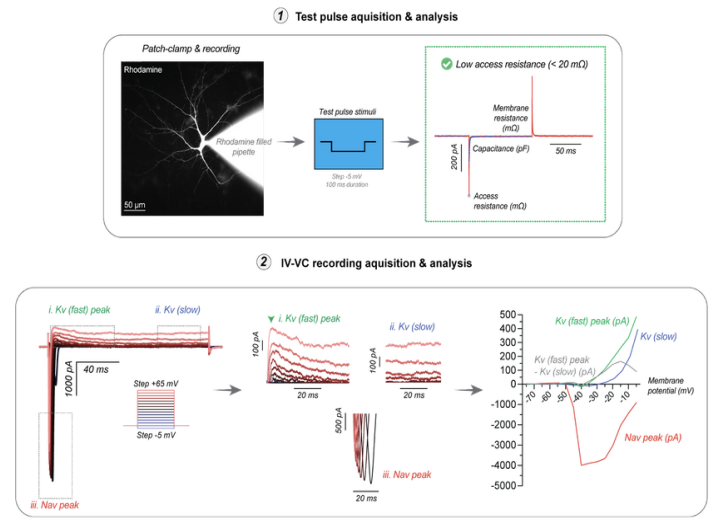 1 Test pulse aquisition & analysis
Patch-clamp & recording
Rhodamine
Rhodamine filled
pipette
50 µm
Test pulse stimuli
Step -5 mV
100 ms duration
Low access resistance (< 20 mΩ)
Membrane
resistance
(mΩ)
Capacitance (pF)
200 pA
50 ms
Access
resistance (mΩ)
2 IV-VC recording aquisition & analysis
i. Kv (fast) peak
ii. Kv (slow)
1000 pA
40 ms
Step +65 mV
Step -5 mV
iii. Nav peak
i. Kv (fast) peak
100 pA
20 ms
ii. Kv (slow)
100 pA
20 ms
500 pA
iii. Nav peak
20 ms
500
400
300
200
100
0
-1000
-2000
-3000
-4000
-5000
Kv (fast) peak (pA)
Kv (slow)
Kv (fast) peak
- Kv (slow) (pA)
Membrane
potential (mV)
-70
-60
-50
-40
-30
-20
-10
Nav peak (pA)